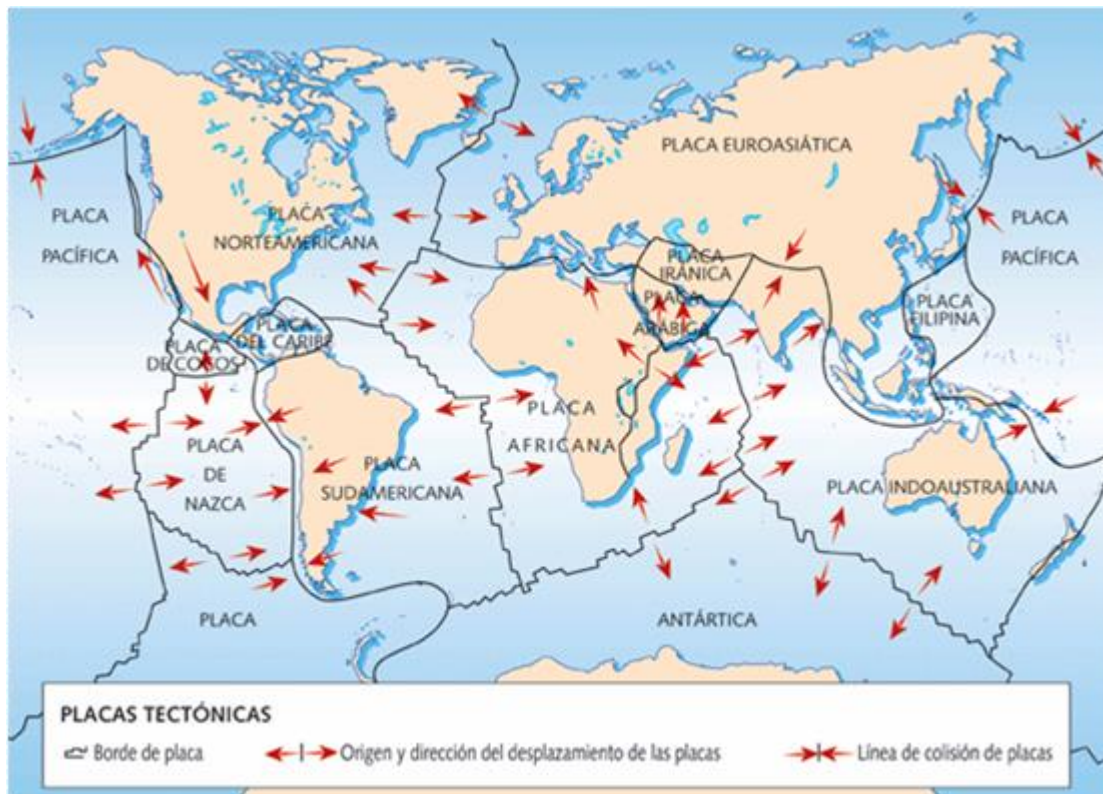 PLACA EUROASIÁTICA
PLACA
PACÍFICA
PLACA
NORTEAMERICANA
PLACA
PACÍFICA
PLACA
IRÁNICA
PLACA
ARÁBIGA
PLACA
FILIPINA
PLACA
DEL CARIBE
PLACA
DE COCOS
PLACA
AFRICANA
PLACA
DE
NAZCA
PLACA
SUDAMERICANA
PLACA INDOAUSTRALIANA
PLACA
ANTÁRTICA
PLACAS TECTÓNICAS
Borde de placa
Origen y dirección del desplazamiento de las placas
Línea de colisión de placas